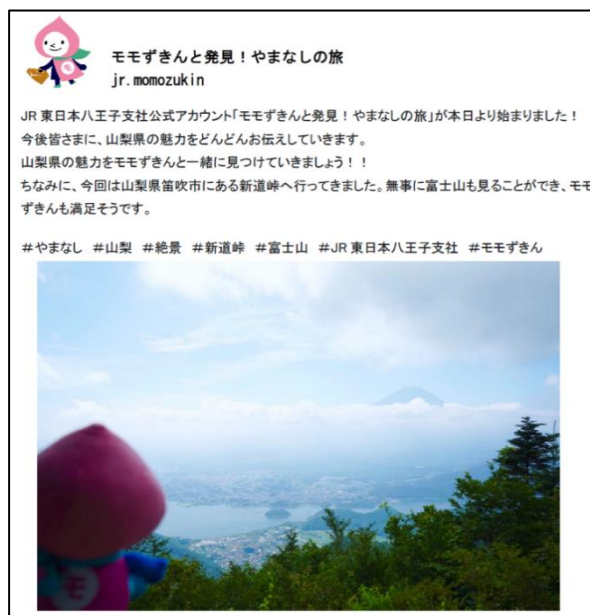 モモずきんと発見！やまなしの旅
jr.momozukin
JR東日本八王子支社公式アカウント「モモずきんと発見！やまなしの旅」が本日より始まりました！
今後皆さまに、山梨県の魅力をどんどんお伝えしていきます。
山梨県の魅力をモモずきんと一緒に見つけていきましょう！！
ちなみに、今回は山梨県笛吹市にある新道峠へ行ってきました。無事に富士山も見ることができ、モモ
ずきんも満足そうです。
＃やまなし ＃山梨 ＃絶景 ＃新道峠 ＃富士山 ＃JR東日本八王子支社 ＃モモずきん
モ